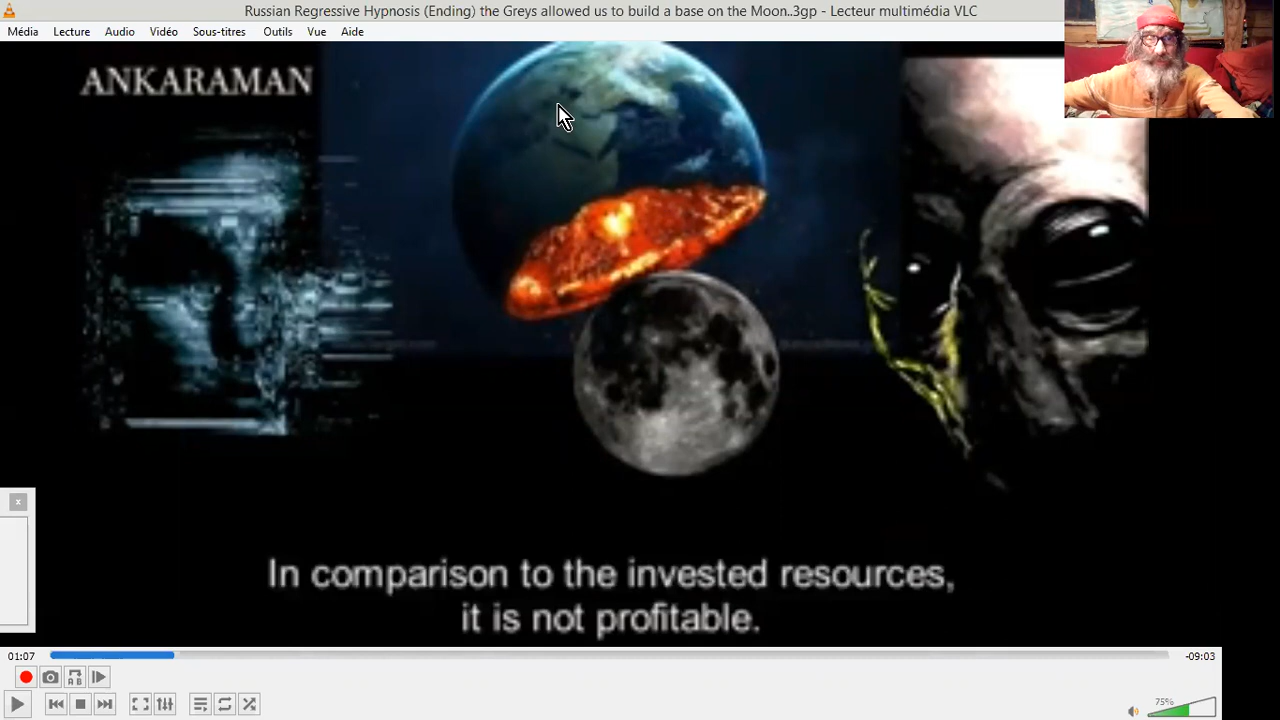 Russian Regressive Hypnosis (Ending) the Greys allowed us to build a base on the Moon..3gp - Lecteur multimédia VLC
Média Lecture Audio Vidéo Sous-titres Outils Vue Aide
ANKARAMAN
In comparison to the invested resources,
it is not profitable.
01:07
-09:03
75%